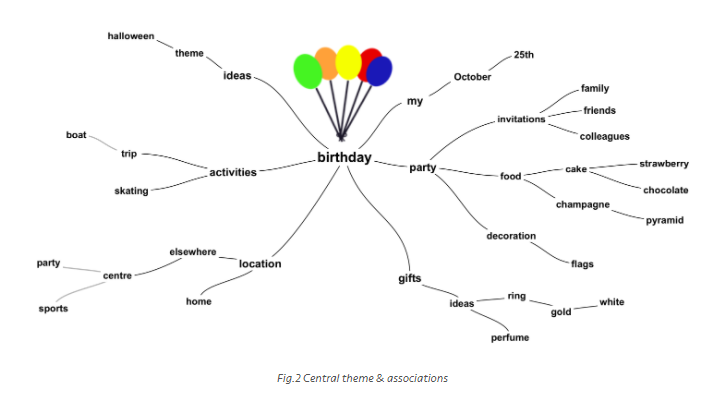 halloween
theme
ideas
my
October
25th
birthday
boat
trip
activities
skating
party
invitations
family
friends
colleagues
food
cake
strawberry
chocolate
champagne
pyramid
decoration
flags
location
elsewhere
centre
party
sports
home
gifts
ideas
ring
gold
white
perfume
Fig.2 Central theme & associations